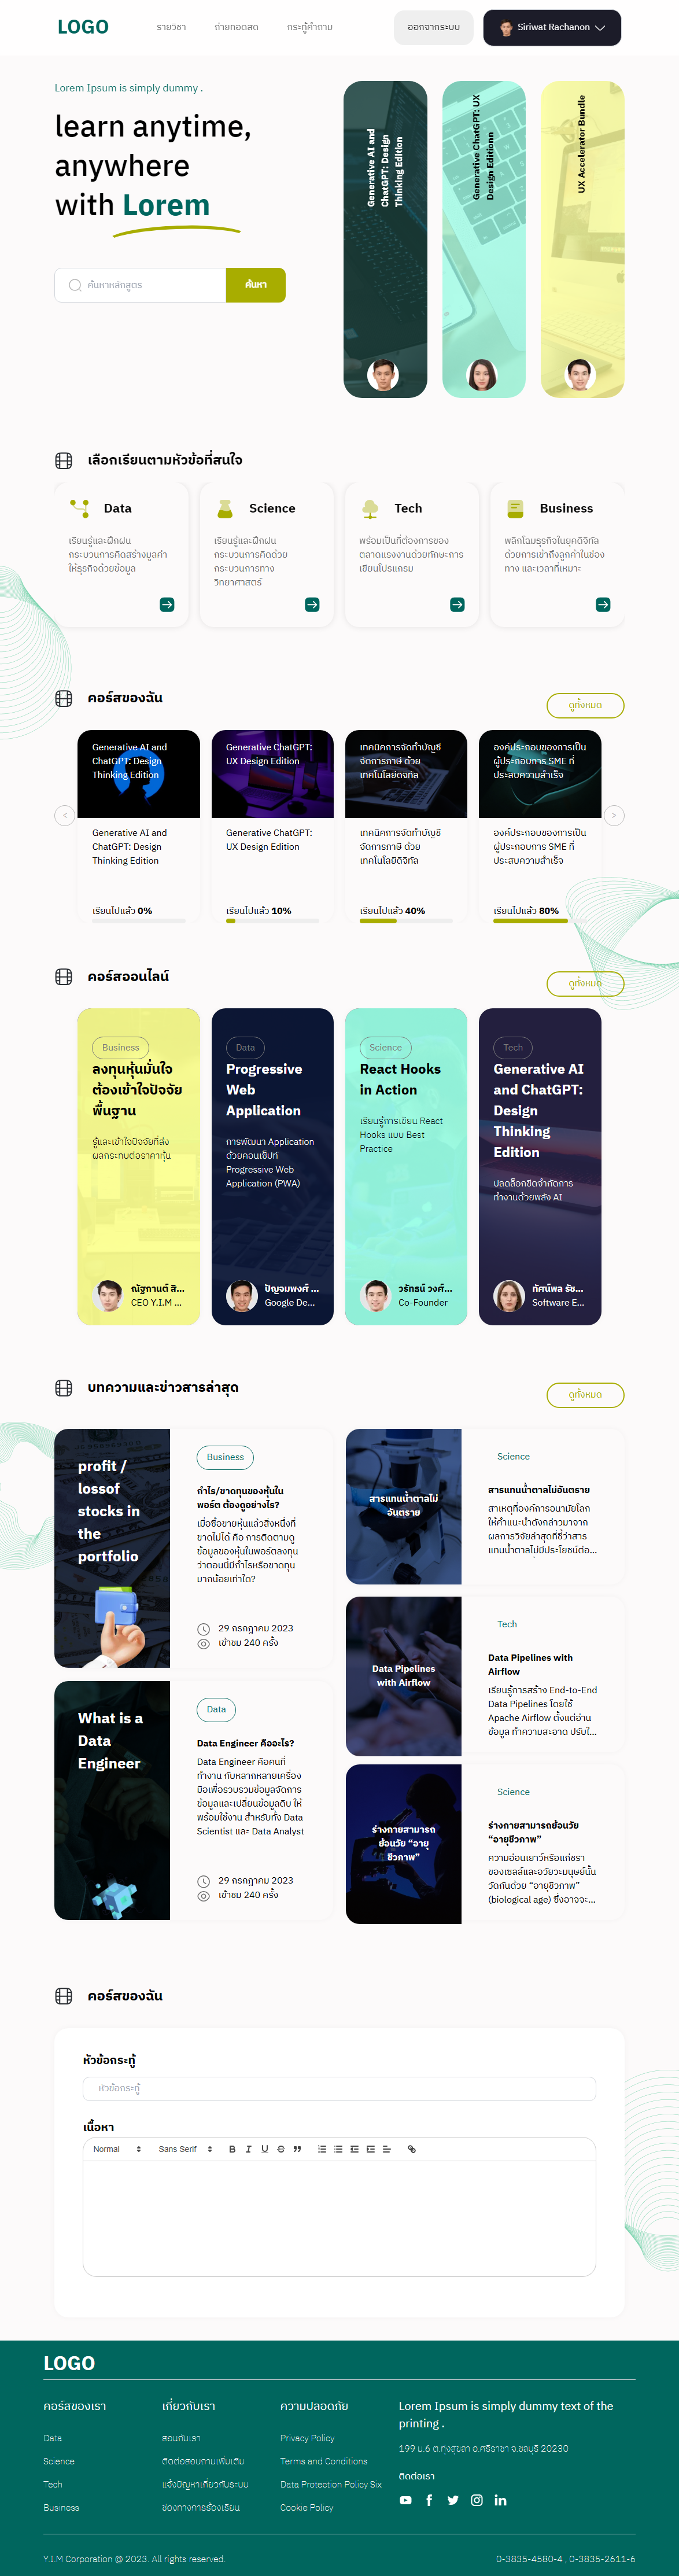 LOGO
รายวิชา
ถ่ายทอดสด
กระทู้คำถาม
ออกจากระบบ
Siriwat Rachanon
Lorem Ipsum is simply dummy .
learn anytime,
anywhere
with Lorem
ค้นหาหลักสูตร
ค้นหา
Generative AI and
ChatGPT: Design
Thinking Edition
Generative ChatGPT: UX
Design Editionn
UX Accelerator Bundle
เลือกเรียนตามหัวข้อที่สนใจ
Data
เรียนรู้และฝึกฝน
กระบวนการคิดสร้างมูลค่า
ให้ธุรกิจด้วยข้อมูล
Science
เรียนรู้และฝึกฝน
กระบวนการคิดด้วย
กระบวนการทาง
วิทยาศาสตร์
Tech
พร้อมเป็นที่ต้องการของ
ตลาดแรงงานด้วยทักษะการ
เขียนโปรแกรม
Business
พลิกโฉมธุรกิจในยุคดิจิทัล
ด้วยการเข้าถึงลูกค้าในช่อง
ทาง และเวลาที่เหมาะ
คอร์สของฉัน
ดูทั้งหมด
<
Generative AI and
ChatGPT: Design
Thinking Edition
Generative AI and
ChatGPT: Design
Thinking Edition
เรียนไปแล้ว 0%
Generative ChatGPT:
UX Design Edition
Generative ChatGPT:
UX Design Edition
เรียนไปแล้ว 10%
เทคนิคการจัดทำบัญชี
จัดการภาษี ด้วย
เทคโนโลยีดิจิทัล
เทคนิคการจัดทำบัญชี
จัดการภาษี ด้วย
เทคโนโลยีดิจิทัล
เรียนไปแล้ว 40%
องค์ประกอบของการเป็น
ผู้ประกอบการ SME ที่
ประสบความสำเร็จ
องค์ประกอบของการเป็น
ผู้ประกอบการ SME ที่
ประสบความสำเร็จ
เรียนไปแล้ว 80%
>
คอร์สออนไลน์
ดูทั้งหมด
Business
ลงทุนหุ้นมั่นใจ
ต้องเข้าใจปัจจัย
พื้นฐาน
รู้และเข้าใจปัจจัยที่ส่ง
ผลกระทบต่อราคาหุ้น
ณัฐกานต์ สิ...
CEO Y.I.M ...
Data
Progressive
Web
Application
การพัฒนา Application
ด้วยคอนเซ็ปท์
Progressive Web
Application (PWA)
ปัญจมพงศ์ ...
Google De...
Science
React Hooks
in Action
เรียนรู้การเขียน React
Hooks แบบ Best
Practice
วรัทธน์ วงศ์...
Co-Founder
Tech
Generative AI
and ChatGPT:
Design
Thinking
Edition
ปลดล็อกขีดจำกัดการ
ทำงานด้วยพลัง AI
ทัศน์พล รัช...
Software E...
บทความและข่าวสารล่าสุด
ดูทั้งหมด
profit /
lossof
stocks in
the
portfolio
Business
กำไร/ขาดทุนของหุ้นใน
พอร์ต ต้องดูอย่างไร?
เมื่อซื้อขายหุ้นแล้วสิ่งหนึ่งที่
ขาดไม่ได้ คือ การติดตามดู
ข้อมูลของหุ้นในพอร์ตลงทุน
ว่าตอนนี้มีกำไรหรือขาดทุน
มากน้อยเท่าใด?
29 กรกฎาคม 2023
เข้าชม 240 ครั้ง
What is a
Data
Engineer
Data
Data Engineer คืออะไร?
Data Engineer คือคนที่
ทำงาน กับหลากหลายเครื่อง
มือเพื่อรวบรวมข้อมูลจัดการ
ข้อมูลและเปลี่ยนข้อมูลดิบ ให้
พร้อมใช้งาน สำหรับทั้ง Data
Scientist และ Data Analyst
29 กรกฎาคม 2023
เข้าชม 240 ครั้ง
สารแทนน้ำตาลไม่
อันตราย
Science
สารแทนน้ำตาลไม่อันตราย
สาเหตุที่องค์การอนามัยโลก
ให้คำแนะนำดังกล่าวมาจาก
ผลการวิจัยล่าสุดที่ชี้ว่าสาร
แทนน้ำตาลไม่มีประโยชน์ต่อ...
Data Pipelines
with Airflow
Tech
Data Pipelines with
Airflow
เรียนรู้การสร้าง End-to-End
Data Pipelines โดยใช้
Apache Airflow ตั้งแต่อ่าน
ข้อมูล ทำความสะอาด ปรับใ...
ร่างกายสามารถ
ย้อนวัย “อายุ
ชีวภาพ”
Science
ร่างกายสามารถย้อนวัย
“อายุชีวภาพ”
ความอ่อนเยาว์หรือแก่ชรา
ของเซลล์และอวัยวะมนุษย์นั้น
วัดกันด้วย “อายุชีวภาพ”
(biological age) ซึ่งอาจจะ...
คอร์สของฉัน
หัวข้อกระทู้
หัวข้อกระทู้
เนื้อหา
Normal
Sans Serif
B I U S
LOGO
คอร์สของเรา
Data
Science
Tech
Business
เกี่ยวกับเรา
สอนกับเรา
ติดต่อสอบถามเพิ่มเติม
แจ้งปัญหาเกี่ยวกับระบบ
ช่องทางการร้องเรียน
ความปลอดภัย
Privacy Policy
Terms and Conditions
Data Protection Policy Six
Cookie Policy
Lorem Ipsum is simply dummy text of the
printing .
199 ม.6 ต.ทุ่งสุขลา อ.ศรีราชา จ.ชลบุรี 20230
ติดต่อเรา
Y.I.M Corporation @ 2023. All rights reserved.
0-3835-4580-4 , 0-3835-2611-6